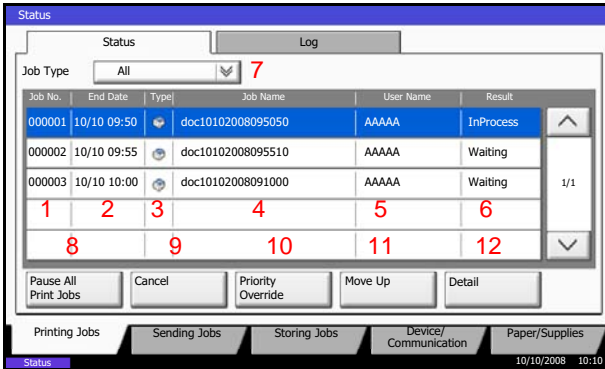 Status
Status Log
Job Type All 7
Job No. End Date Type Job Name User Name Result
000001 10/10 09:50 doc10102008095050 AAAAA InProcess
000002 10/10 09:55 doc10102008095510 AAAAA Waiting
000003 10/10 10:00 doc10102008091000 AAAAA Waiting 1/1
1 2 3 4 5 6
8 9 10 11 12
Pause All Cancel Priority Move Up Detail
Print Jobs Override
Printing Jobs Sending Jobs Storing Jobs Device/ Paper/Supplies
Communication
Status 10/10/2008 10:10